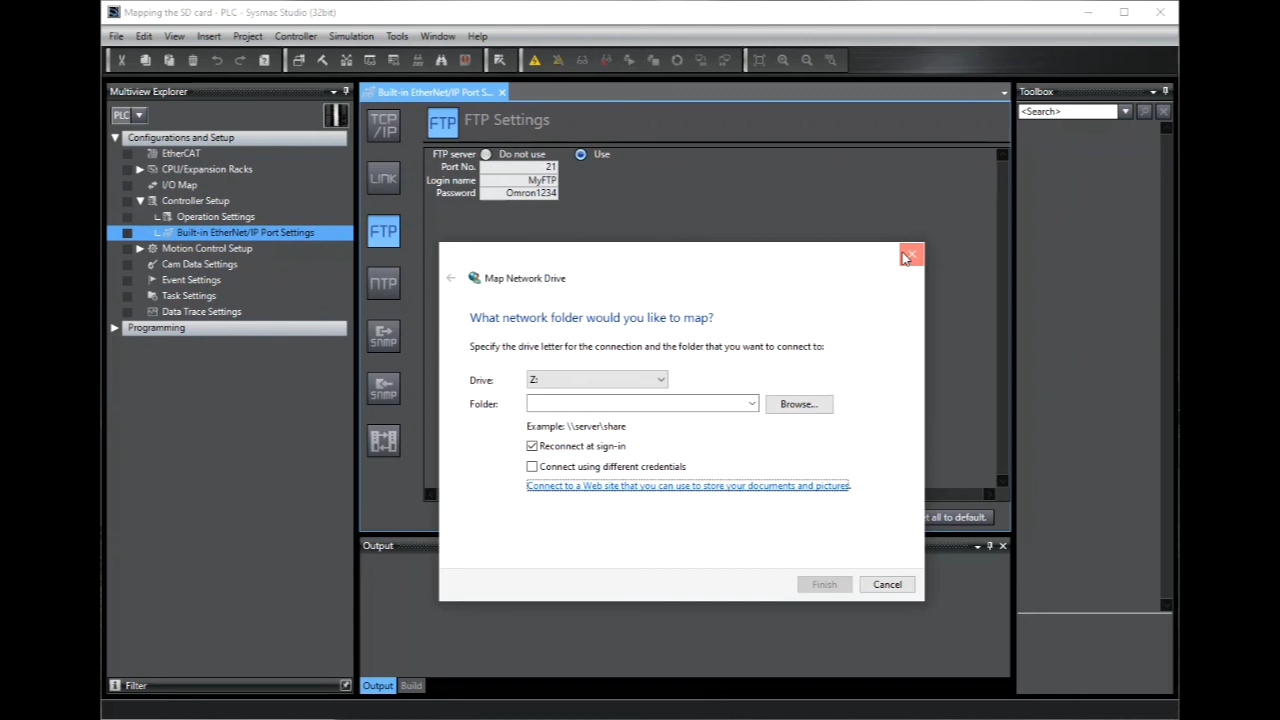 Mapping the SD card - PLC - Sysmac Studio (32bit)
File Edit View Insert Project Controller Simulation Tools Window Help
Multiview Explorer
PLC
Configurations and Setup
EtherCAT
CPU/Expansion Racks
I/O Map
Controller Setup
Operation Settings
Built-in EtherNet/IP Port Settings
Motion Control Setup
Cam Data Settings
Event Settings
Task Settings
Data Trace Settings
Programming
Filter
Built-in EtherNet/IP Port S...
TCP
/IP
LINK
FTP
NTP
SNMP
SNMP
FTP FTP Settings
FTP server Do not use Use
Port No. 21
Login name MyFTP
Password Omron1234
Map Network Drive
What network folder would you like to map?
Specify the drive letter for the connection and the folder that you want to connect to:
Drive: Z:
Folder: Browse...
Example: \\server\share
Reconnect at sign-in
Connect using different credentials
Connect to a Web site that you can use to store your documents and pictures.
Finish Cancel
t all to default.
Output
Output Build
Toolbox
<Search>